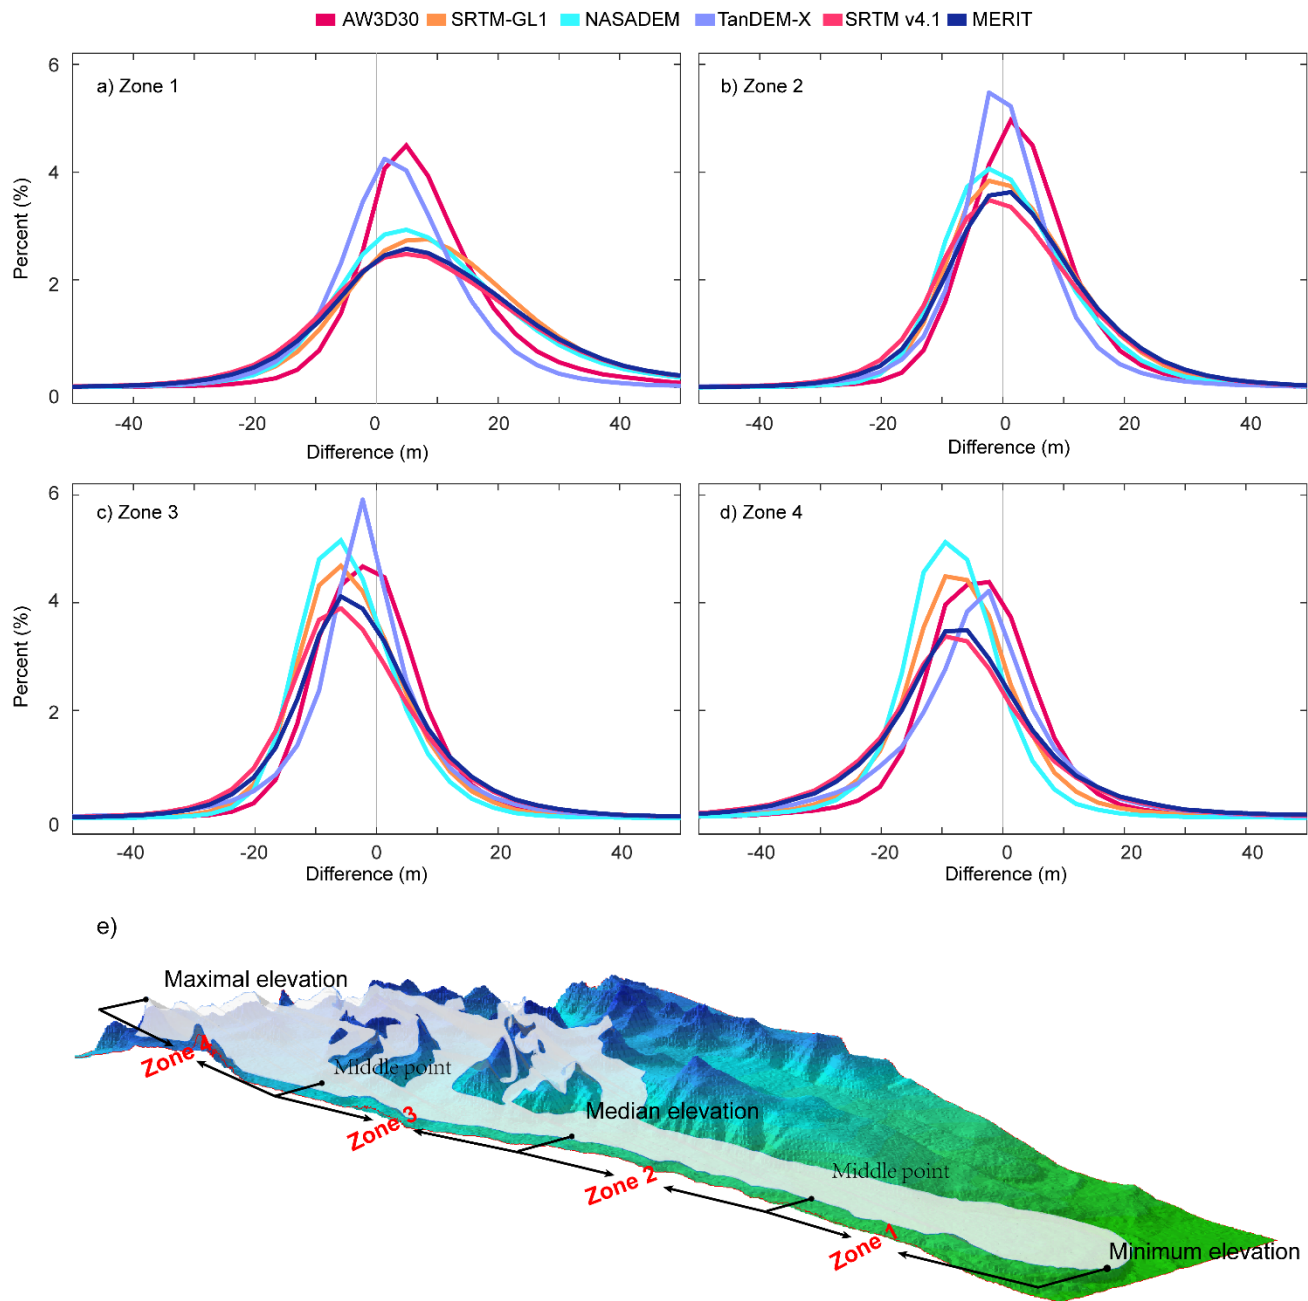 AW3D30 SRTM-GL1 NASADEM TanDEM-X SRTM v4.1 MERIT
a) Zone 1
6
4
2
0
Percent (%)
-40 -20 0 20 40
Difference (m)
b) Zone 2
-40 -20 0 20 40
Difference (m)
c) Zone 3
6
4
2
0
Percent (%)
-40 -20 0 20 40
Difference (m)
d) Zone 4
-40 -20 0 20 40
Difference (m)
e)
Maximal elevation
Zone 4
Middle point
Zone 3
Median elevation
Zone 2
Middle point
Zone 1
Minimum elevation